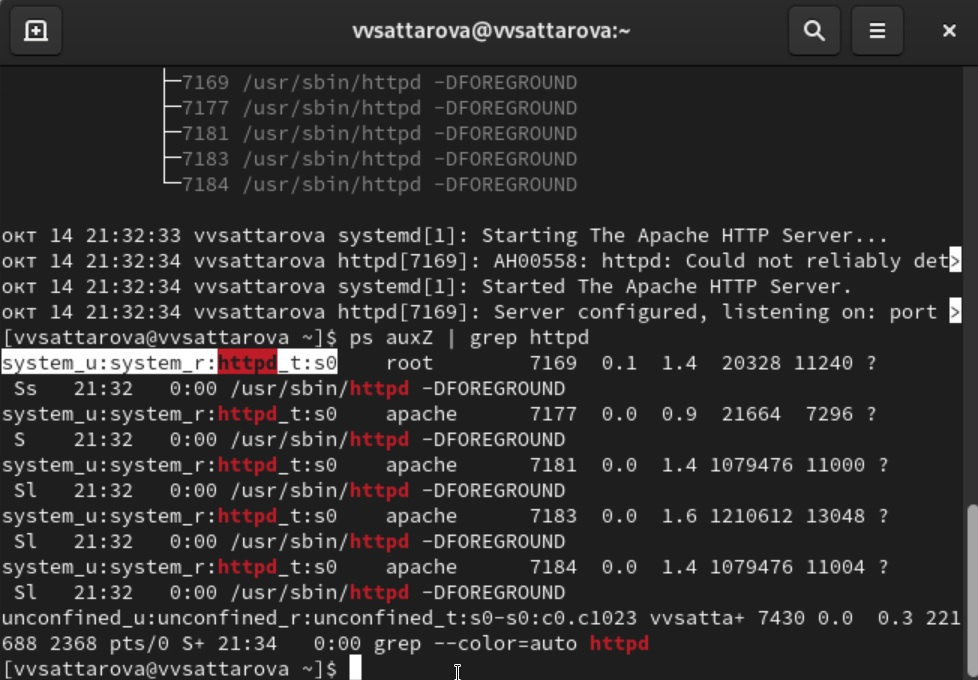 vvsattarova@vvsattarova:~
├─7169 /usr/sbin/httpd -DFOREGROUND
├─7177 /usr/sbin/httpd -DFOREGROUND
├─7181 /usr/sbin/httpd -DFOREGROUND
├─7183 /usr/sbin/httpd -DFOREGROUND
└─7184 /usr/sbin/httpd -DFOREGROUND
окт 14 21:32:33 vvsattarova systemd[1]: Starting The Apache HTTP Server...
окт 14 21:32:34 vvsattarova httpd[7169]: AH00558: httpd: Could not reliably det>
окт 14 21:32:34 vvsattarova systemd[1]: Started The Apache HTTP Server.
окт 14 21:32:34 vvsattarova httpd[7169]: Server configured, listening on: port >
[vvsattarova@vvsattarova ~]$ ps auxZ | grep httpd
system_u:system_r:httpd_t:s0    root        7169  0.1  1.4  20328 11240 ?
 Ss   21:32   0:00 /usr/sbin/httpd -DFOREGROUND
system_u:system_r:httpd_t:s0    apache      7177  0.0  0.9  21664  7296 ?
 S    21:32   0:00 /usr/sbin/httpd -DFOREGROUND
system_u:system_r:httpd_t:s0    apache      7181  0.0  1.4 1079476 11000 ?
 Sl   21:32   0:00 /usr/sbin/httpd -DFOREGROUND
system_u:system_r:httpd_t:s0    apache      7183  0.0  1.6 1210612 13048 ?
 Sl   21:32   0:00 /usr/sbin/httpd -DFOREGROUND
system_u:system_r:httpd_t:s0    apache      7184  0.0  1.4 1079476 11004 ?
 Sl   21:32   0:00 /usr/sbin/httpd -DFOREGROUND
unconfined_u:unconfined_r:unconfined_t:s0-s0:c0.c1023 vvsatta+ 7430 0.0  0.3 221
688 2368 pts/0 S+ 21:34   0:00 grep --color=auto httpd
[vvsattarova@vvsattarova ~]$